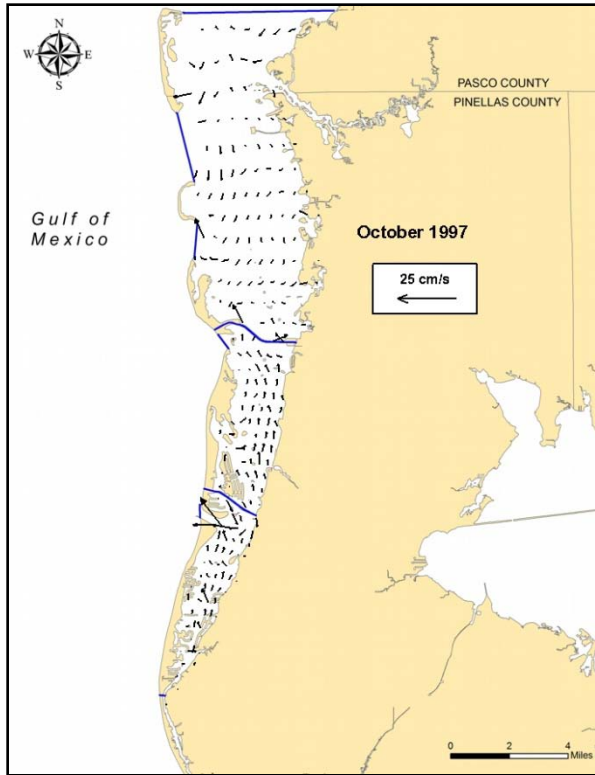 N
W E
S
PASCO COUNTY
PINELLAS COUNTY
Gulf of
Mexico
October 1997
25 cm/s
0 2 4
Miles